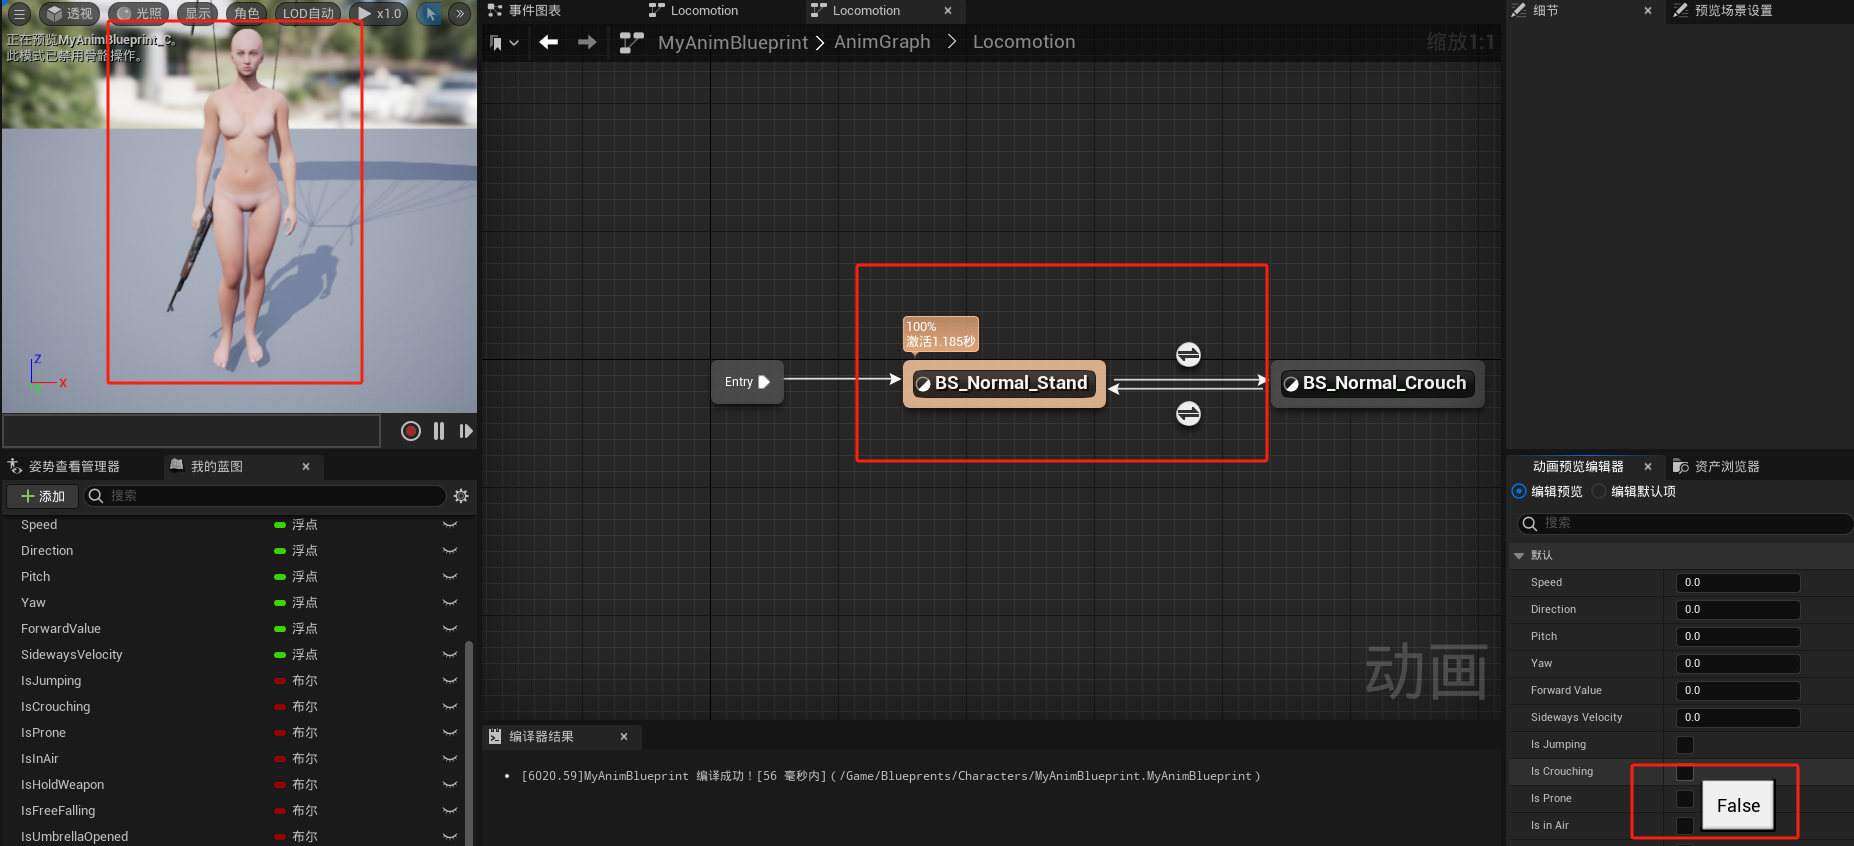 透视
光照
显示
角色
LOD自动
x1.0
正在预览MyAnimBlueprint_C。
此模式已禁用骨骼操作。
Z
X
Y
事件图表
Locomotion
Locomotion
MyAnimBlueprint
AnimGraph
Locomotion
缩放1:1
细节
预览场景设置
100%
激活1.185秒
Entry
BS_Normal_Stand
BS_Normal_Crouch
动画
姿势查看管理器
我的蓝图
添加
搜索
Speed 浮点
Direction 浮点
Pitch 浮点
Yaw 浮点
ForwardValue 浮点
SidewaysVelocity 浮点
IsJumping 布尔
IsCrouching 布尔
IsProne 布尔
IsInAir 布尔
IsHoldWeapon 布尔
IsFreeFalling 布尔
IsUmbrellaOpened 布尔
编译器结果
[6020.59]MyAnimBlueprint 编译成功！[56 毫秒内]（/Game/Blueprents/Characters/MyAnimBlueprint.MyAnimBlueprint）
动画预览编辑器
资产浏览器
编辑预览
编辑默认项
搜索
默认
Speed 0.0
Direction 0.0
Pitch 0.0
Yaw 0.0
Forward Value 0.0
Sideways Velocity 0.0
Is Jumping
Is Crouching
Is Prone
Is in Air
False